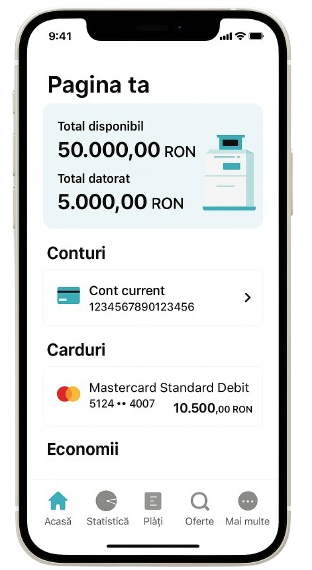 9:41
Pagina ta
Total disponibil
50.000,00 RON
Total datorat
5.000,00 RON
Conturi
Cont current
1234567890123456
Carduri
Mastercard Standard Debit
5124 •• 4007 10.500,00 RON
Economii
Acasă Statistică Plăți Oferte Mai multe